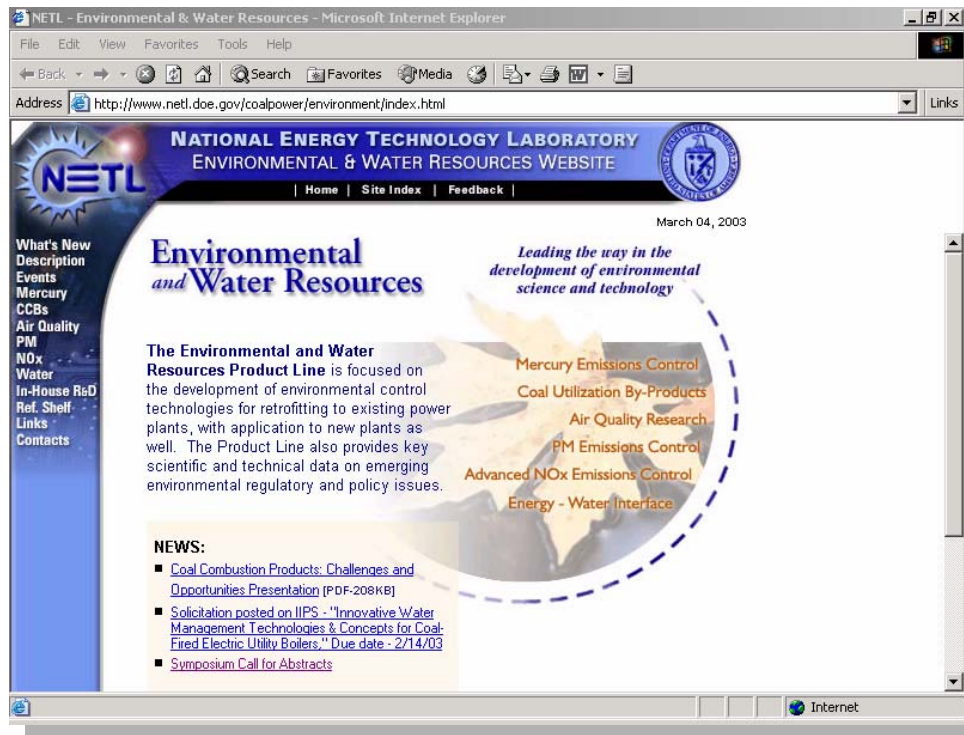 NETL - Environmental & Water Resources - Microsoft Internet Explorer
File Edit View Favorites Tools Help
Back Search Favorites Media
Address http://www.netl.doe.gov/coalpower/environment/index.html Links
NETL
NATIONAL ENERGY TECHNOLOGY LABORATORY
ENVIRONMENTAL & WATER RESOURCES WEBSITE
| Home | Site Index | Feedback |
March 04, 2003
What's New
Description
Events
Mercury
CCBs
Air Quality
PM
NOx
Water
In-House R&D
Ref. Shelf
Links
Contacts
Environmental
and Water Resources
Leading the way in the
development of environmental
science and technology
The Environmental and Water
Resources Product Line is focused on
the development of environmental control
technologies for retrofitting to existing power
plants, with application to new plants as
well. The Product Line also provides key
scientific and technical data on emerging
environmental regulatory and policy issues.
Mercury Emissions Control
Coal Utilization By-Products
Air Quality Research
PM Emissions Control
Advanced NOx Emissions Control
Energy - Water Interface
NEWS:
Coal Combustion Products: Challenges and
Opportunities Presentation [PDF-208KB]
Solicitation posted on IIPS - "Innovative Water
Management Technologies & Concepts for Coal-
Fired Electric Utility Boilers," Due date - 2/14/03
Symposium Call for Abstracts
Internet